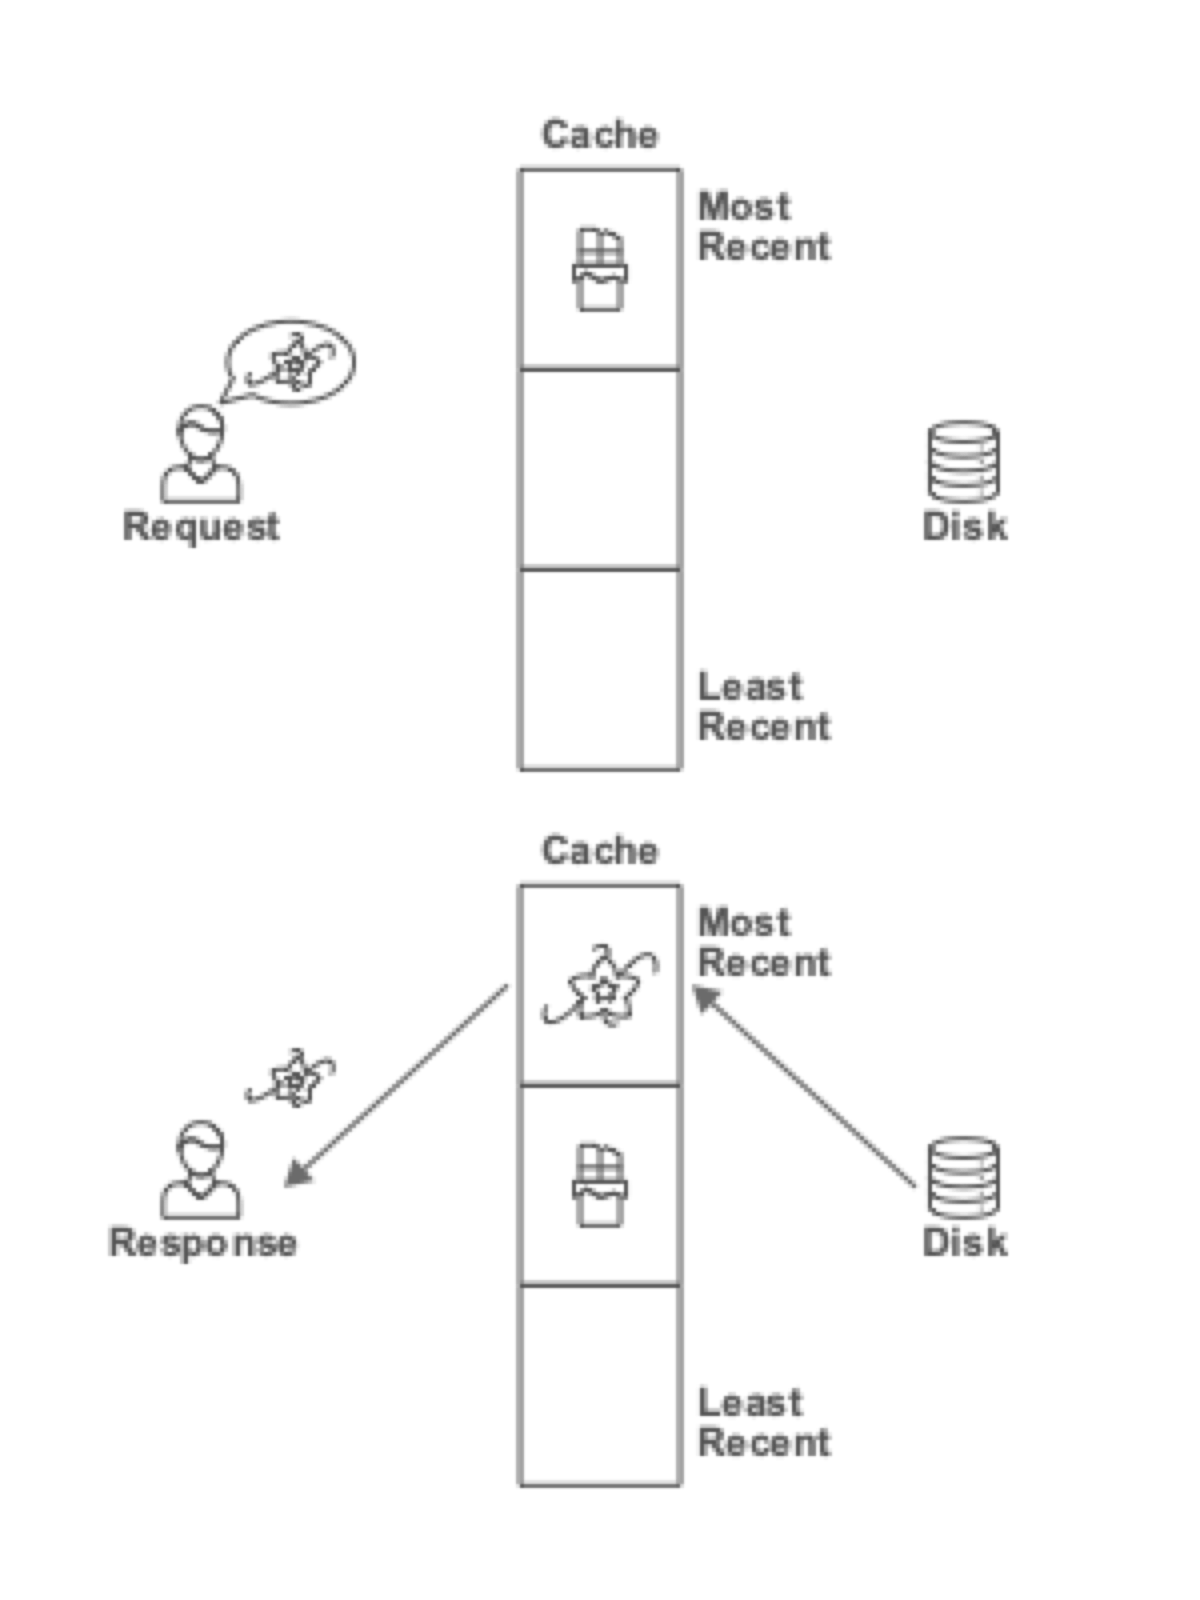 Cache
Most
Recent
Request
Disk
Least
Recent
Cache
Most
Recent
Response
Disk
Least
Recent